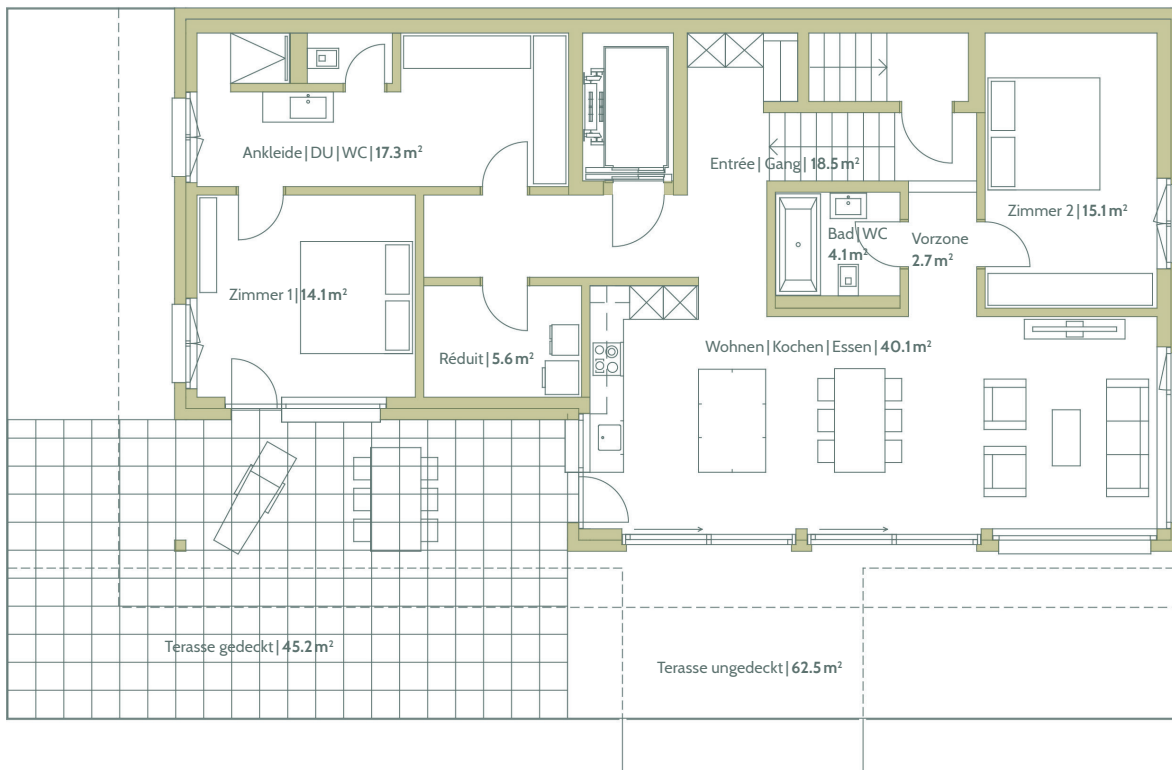 Ankleide|DU|WC|17.3 m²
Entrée|Gang|18.5 m²
Zimmer 2|15.1 m²
Bad|WC
4.1 m²
Vorzone
2.7 m²
Zimmer 1|14.1 m²
Réduit|5.6 m²
Wohnen|Kochen|Essen|40.1 m²
Terasse gedeckt|45.2 m²
Terasse ungedeckt|62.5 m²